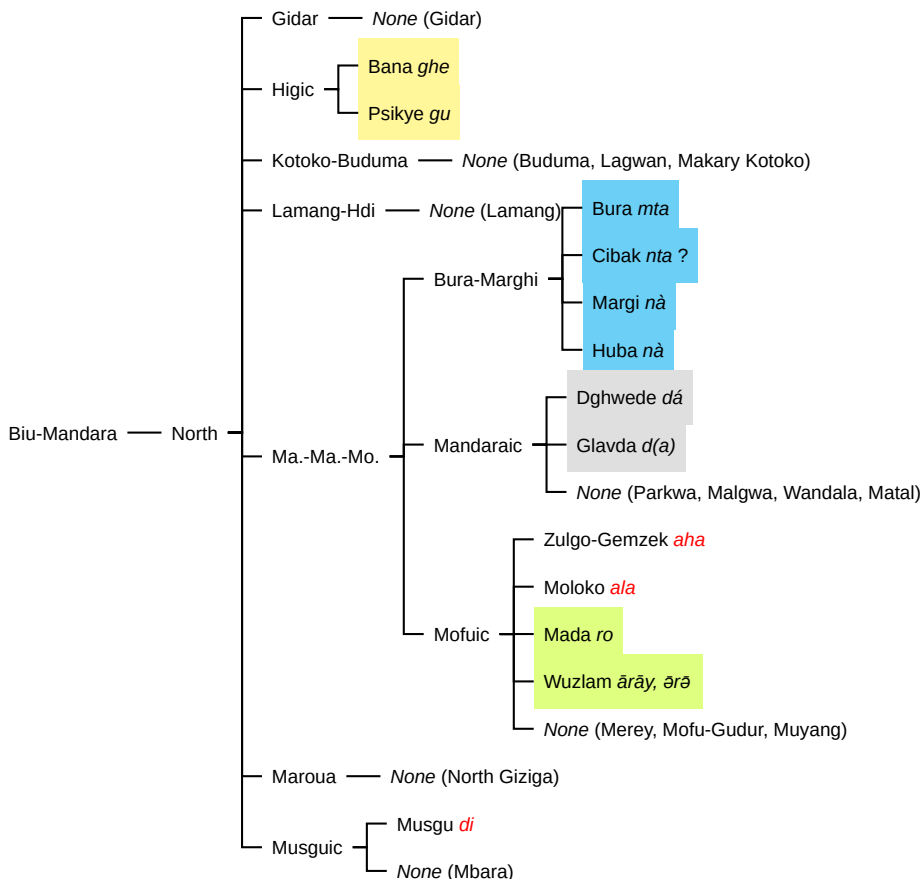 Gidar None (Gidar)
Bana ghe
Higic
Psikye gu
Kotoko-Buduma None (Buduma, Lagwan, Makary Kotoko)
Lamang-Hdi None (Lamang) Bura mta
Cibak nta ?
Bura-Marghi
Margi nà
Huba nà
Dghwede dá
Biu-Mandara North
Ma.-Ma.-Mo. Mandaraic Glavda d(a)
None (Parkwa, Malgwa, Wandala, Matal)
Zulgo-Gemzek aha
Moloko ala
Mofuic Mada ro
Wuzlam ārāy, ə̄rə̄
None (Merey, Mofu-Gudur, Muyang)
Maroua None (North Giziga)
Musgu di
Musguic
None (Mbara)